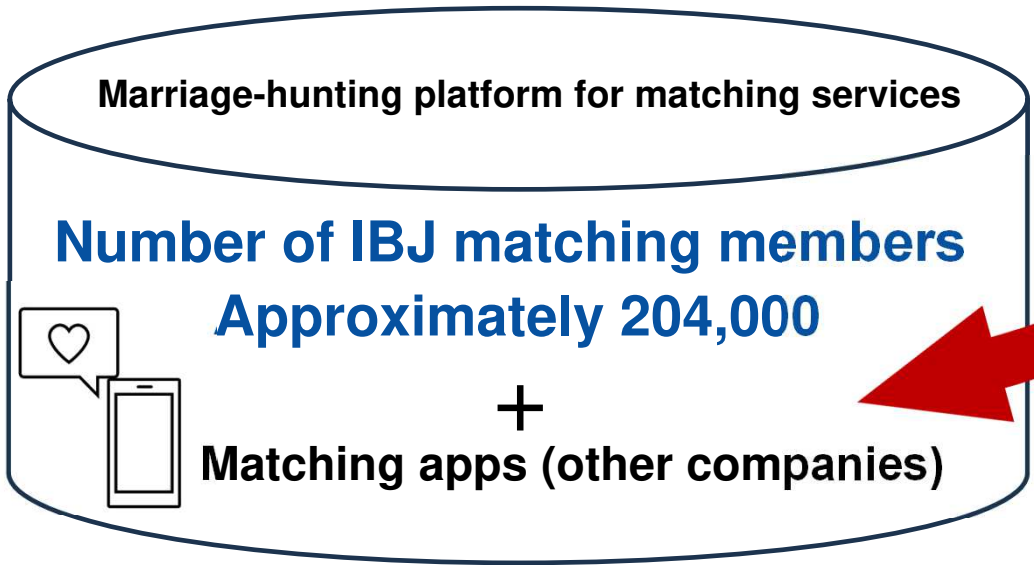 Marriage-hunting platform for matching services
Number of IBJ matching members
Approximately 204,000
+
Matching apps (other companies)